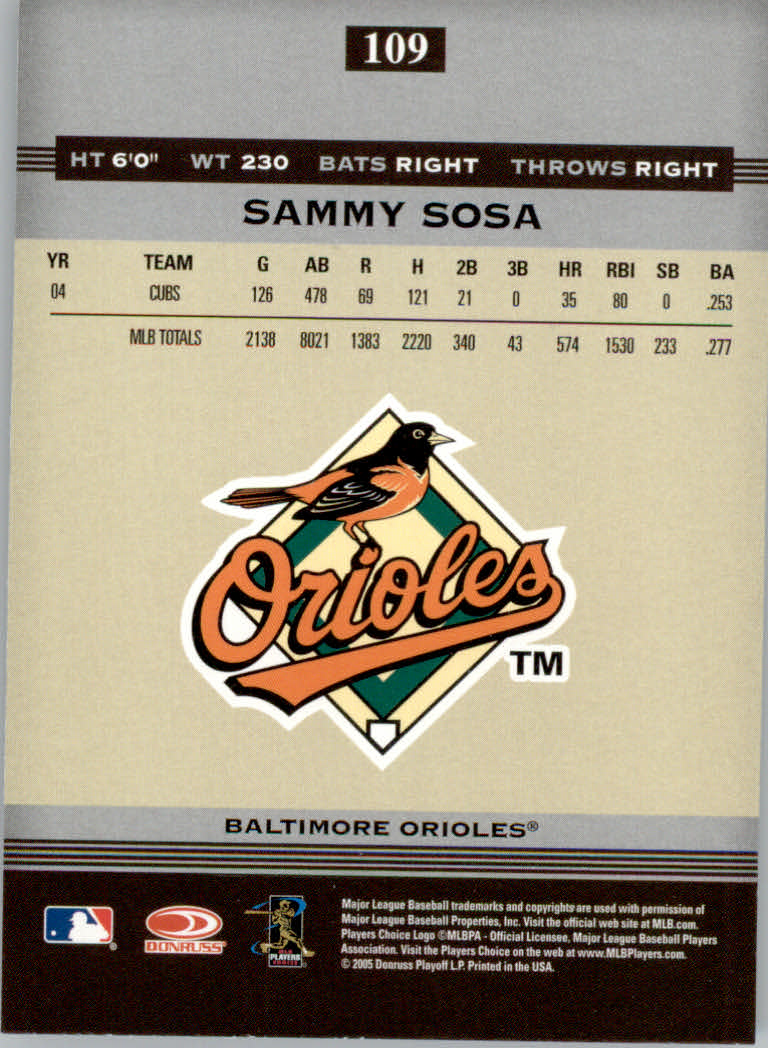 109
HT 6'0" WT 230 BATS RIGHT THROWS RIGHT
SAMMY SOSA
YR TEAM G AB R H 2B 3B HR RBI SB BA
04 CUBS 126 478 69 121 21 0 35 80 0 .253
MLB TOTALS 2138 8021 1383 2220 340 43 574 1530 233 .277
Orioles
TM
BALTIMORE ORIOLES®
DONRUSS
MLB
PLAYERS
CHOICE
Major League Baseball trademarks and copyrights are used with permission of
Major League Baseball Properties, Inc. Visit the official web site at MLB.com.
Players Choice Logo ©MLBPA - Official Licensee, Major League Baseball Players
Association. Visit the Players Choice on the web at www.MLBPlayers.com.
© 2005 Donruss Playoff L.P. Printed in the USA.